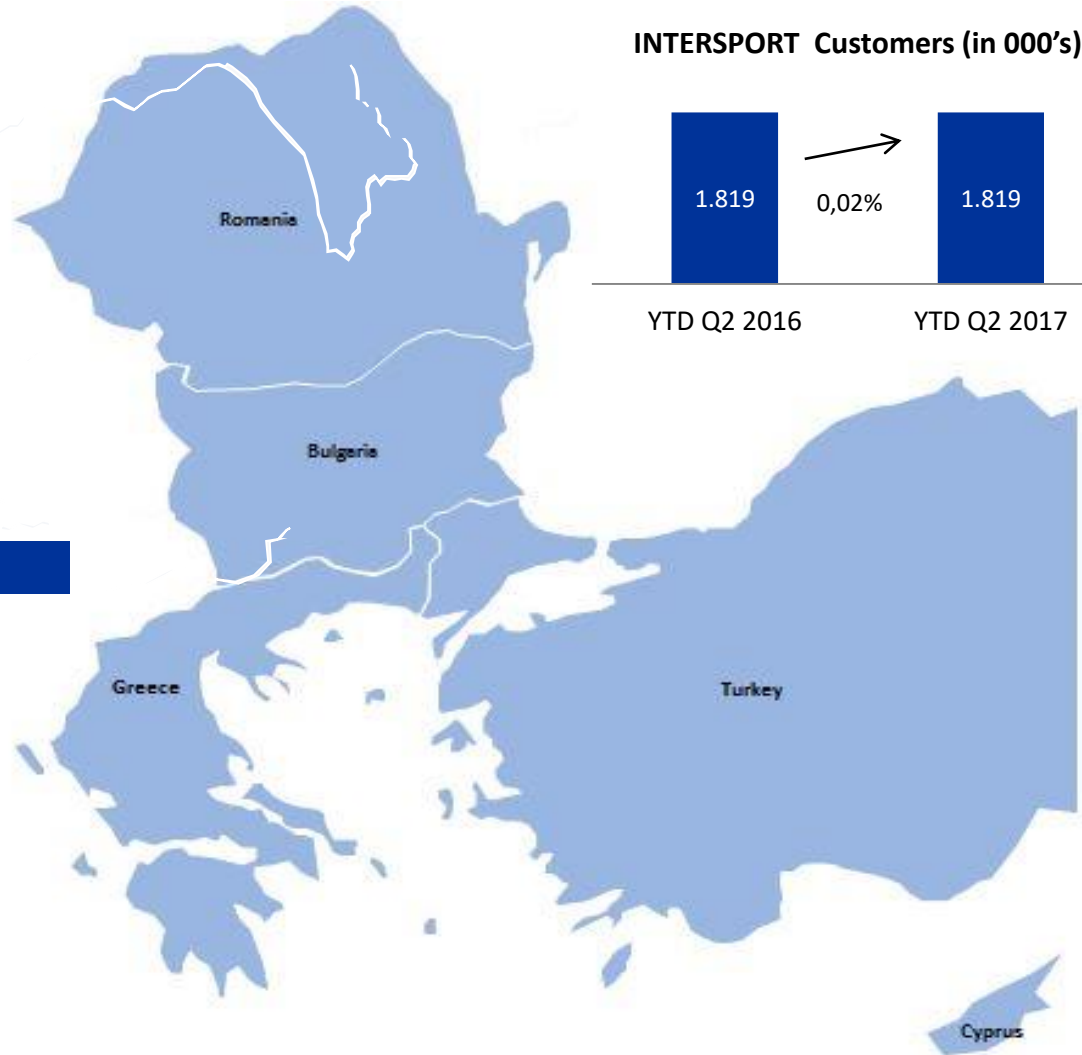 INTERSPORT Customers (in 000's)
1.819
0,02%
1.819
YTD Q2 2016
YTD Q2 2017
Romania
Bulgaria
Greece
Turkey
Cyprus